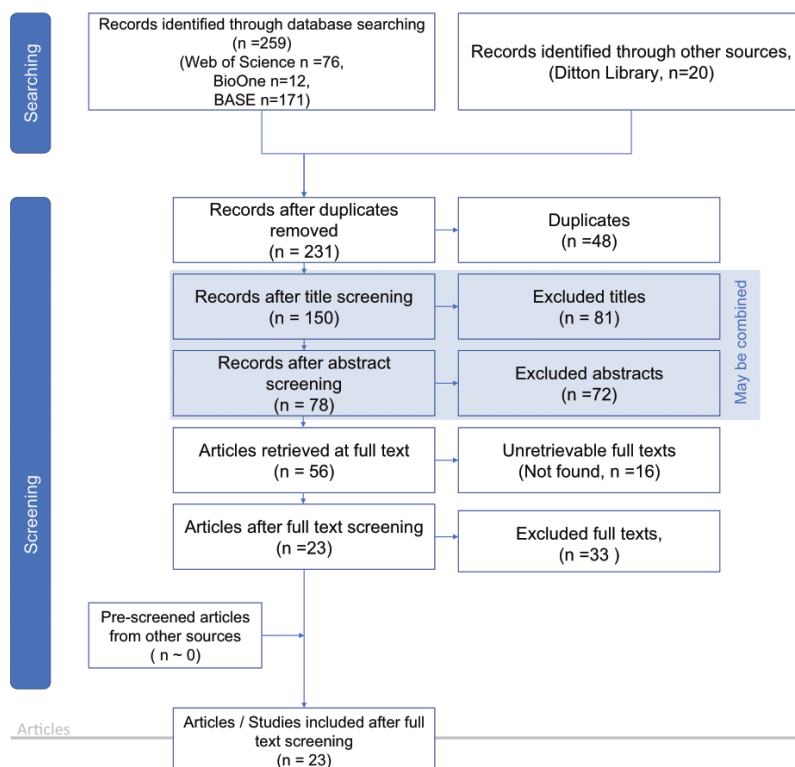 Searching
Records identified through database searching
(n =259)
(Web of Science n =76,
BioOne n=12,
BASE n=171)
Records identified through other sources,
(Ditton Library, n=20)
Screening
Records after duplicates
removed
(n = 231)
Duplicates
(n =48)
Records after title screening
(n = 150)
Excluded titles
(n = 81)
May be combined
Records after abstract
screening
(n = 78)
Excluded abstracts
(n =72)
Articles retrieved at full text
(n = 56)
Unretrievable full texts
(Not found, n =16)
Articles after full text screening
(n =23)
Excluded full texts,
(n =33 )
Pre-screened articles
from other sources
( n ~ 0)
Articles
Articles / Studies included after full
text screening
(n = 23)